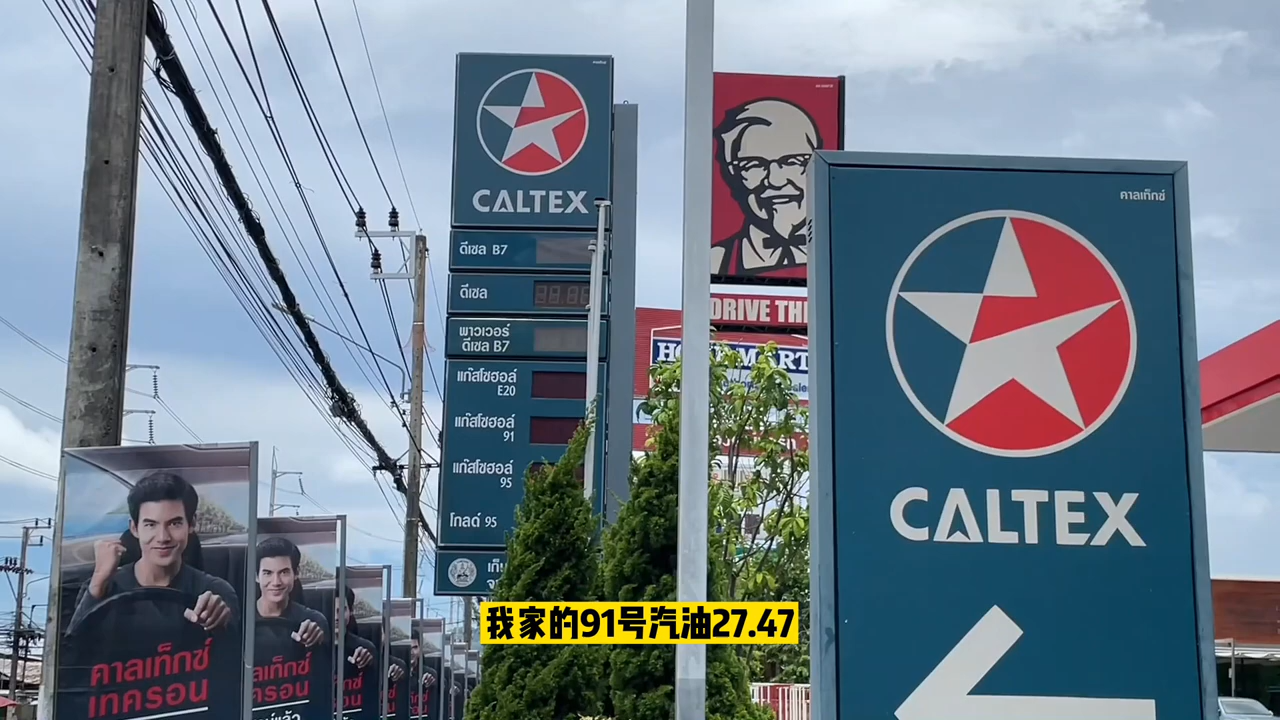 CALTEX
ดีเซล B7
ดีเซล
พาวเวอร์
ดีเซล B7
แก๊สโซฮอล์
E20
แก๊สโซฮอล์
91
แก๊สโซฮอล์
95
โกลด์ 95
DRIVE
คาลเท็กซ์
CALTEX
คาลเท็กซ์
เทครอน
我家的91号汽油27.47